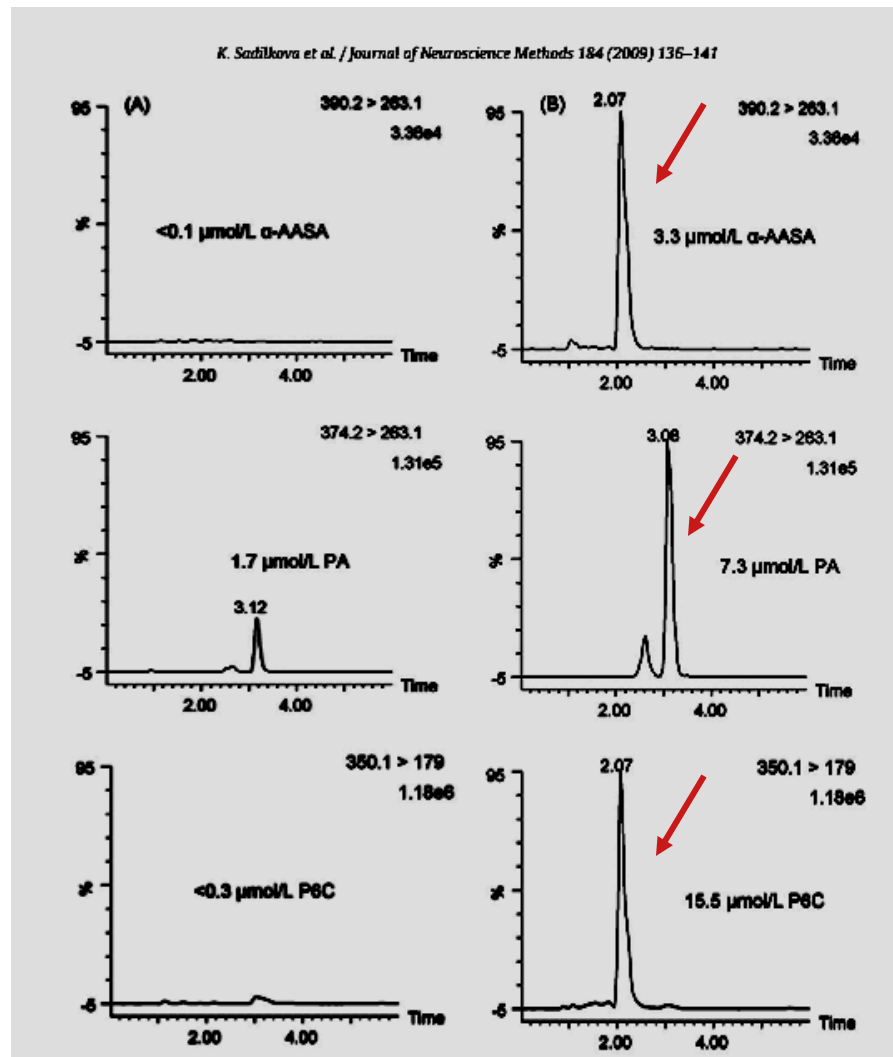 K. Sadilkova et al. / Journal of Neuroscience Methods 184 (2009) 136–141
95
(A)
390.2 > 263.1
3.36e4
%
<0.1 µmol/L α-AASA
-5
Time
2.00 4.00
95
(B)
2.07
390.2 > 263.1
3.36e4
%
3.3 µmol/L α-AASA
-5
Time
2.00 4.00
95
374.2 > 263.1
1.31e5
%
1.7 µmol/L PA
3.12
-5
Time
2.00 4.00
95
3.08
374.2 > 263.1
1.31e5
%
7.3 µmol/L PA
-5
Time
2.00 4.00
95
350.1 > 179
1.18e6
%
<0.3 µmol/L P6C
-5
Time
2.00 4.00
95
2.07
350.1 > 179
1.18e6
%
15.5 µmol/L P6C
-5
Time
2.00 4.00